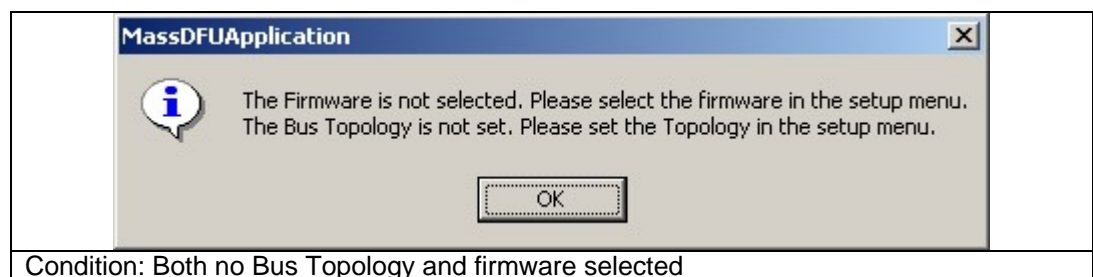 MassDFUApplication
The Firmware is not selected. Please select the firmware in the setup menu.
The Bus Topology is not set. Please set the Topology in the setup menu.
OK
Condition: Both no Bus Topology and firmware selected